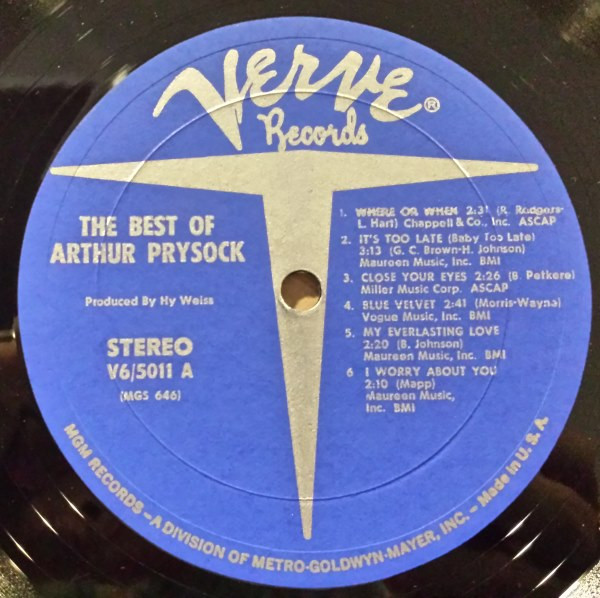 Verve®
Records
THE BEST OF
ARTHUR PRYSOCK
Produced By Hy Weiss
STEREO
V6/5011 A
(MGS 646)
1. WHERE OR WHEN 2:31 (R. Rodgers-
L. Hart) Chappell & Co., Inc. ASCAP
2. IT'S TOO LATE (Baby Too Late)
3:13 (G. C. Brown-H. Johnson)
Maureen Music, Inc. BMI
3. CLOSE YOUR EYES 2:26 (B. Petkere)
Miller Music Corp. ASCAP
4. BLUE VELVET 2:41 (Morris-Wayne)
Vogue Music, Inc. BMI
5. MY EVERLASTING LOVE
2:20 (B. Johnson)
Maureen Music, Inc. BMI
6 I WORRY ABOUT YOU
2:10 (Mapp)
Maureen Music,
Inc. BMI
MGM RECORDS – A DIVISION OF METRO-GOLDWYN-MAYER, INC. – Made in U.S.A.